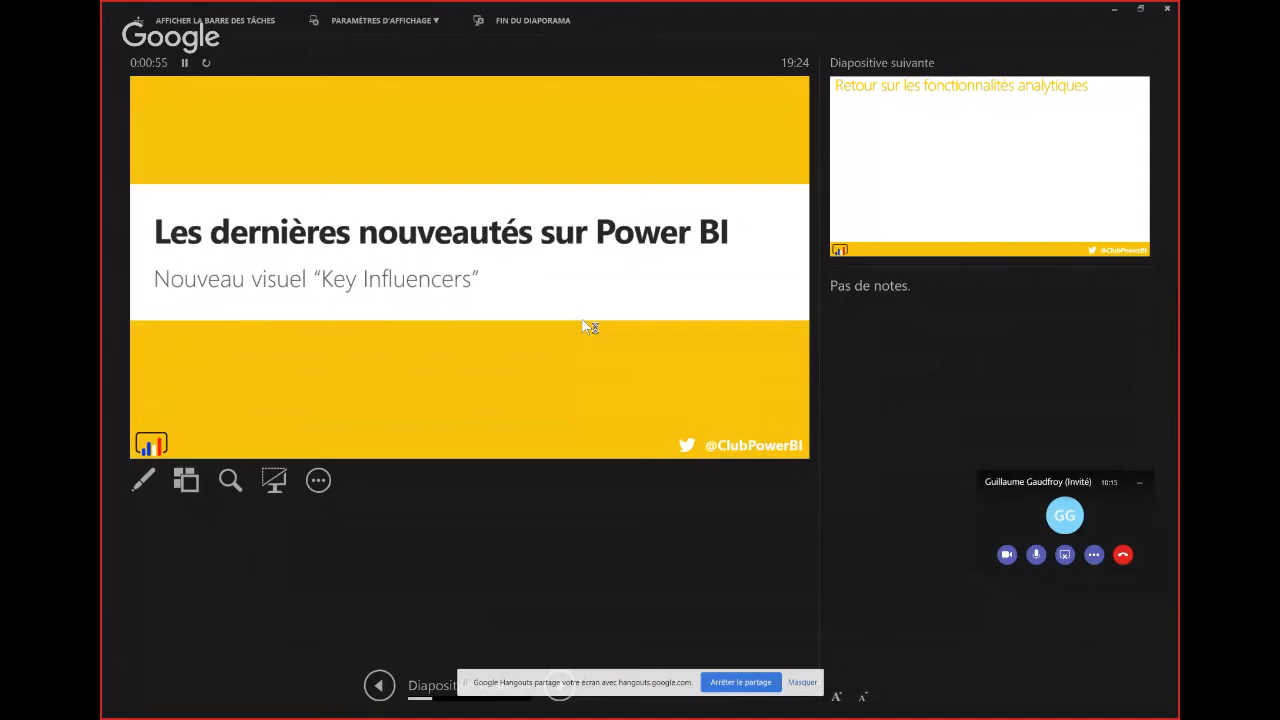 AFFICHER LA BARRE DES TÂCHES
PARAMÈTRES D'AFFICHAGE ▼
FIN DU DIAPORAMA
Google
0:00:55
19:24
Diapositive suivante
Les dernières nouveautés sur Power BI
Nouveau visuel “Key Influencers”
@ClubPowerBI
Retour sur les fonctionnalités analytiques
@ClubPowerBI
Pas de notes.
Guillaume Gaudfroy (Invité) 10:15
GG
Diaposit
Google Hangouts partage votre écran avec hangouts.google.com.
Arrêter le partage
Masquer
A
A